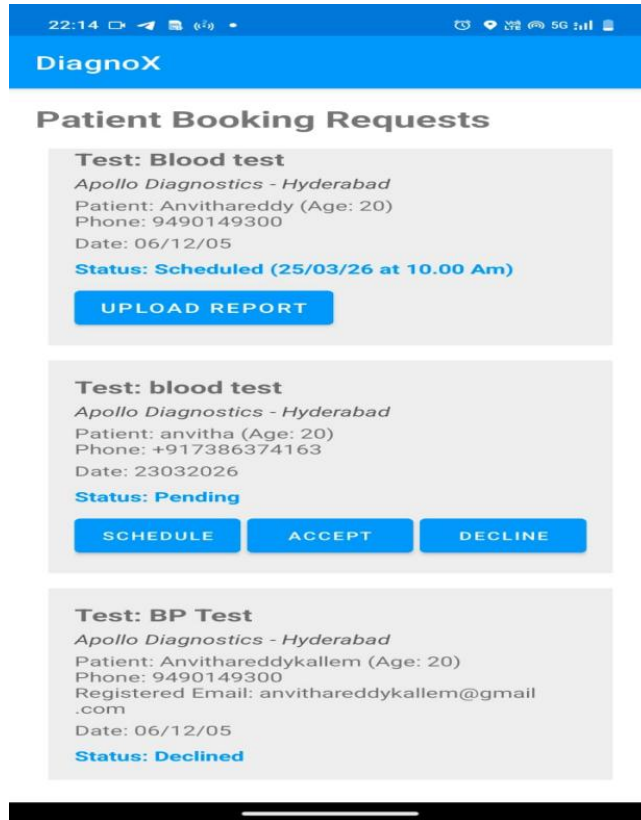 22:14
5G
DiagnoX
Patient Booking Requests
Test: Blood test
Apollo Diagnostics - Hyderabad
Patient: Anvithareddy (Age: 20)
Phone: 9490149300
Date: 06/12/05
Status: Scheduled (25/03/26 at 10.00 Am)
UPLOAD REPORT
Test: blood test
Apollo Diagnostics - Hyderabad
Patient: anvitha (Age: 20)
Phone: +917386374163
Date: 23032026
Status: Pending
SCHEDULE ACCEPT DECLINE
Test: BP Test
Apollo Diagnostics - Hyderabad
Patient: Anvithareddykallem (Age: 20)
Phone: 9490149300
Registered Email: anvithareddykallem@gmail
.com
Date: 06/12/05
Status: Declined